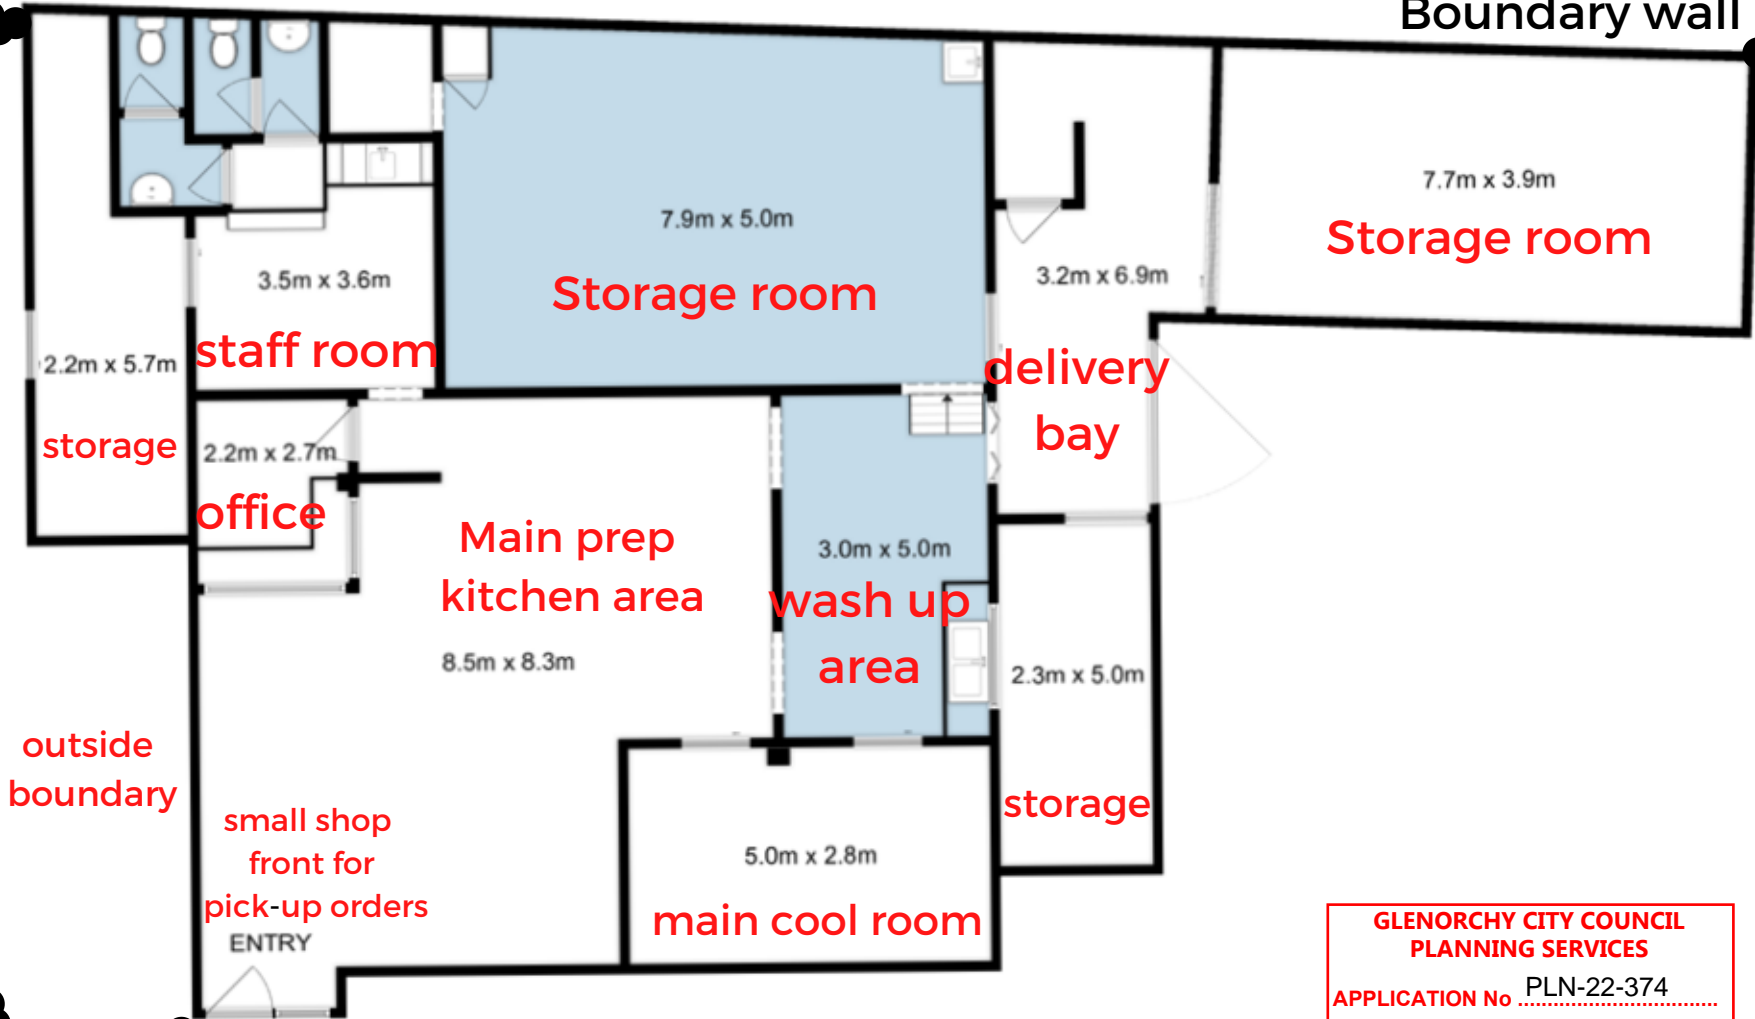 Boundary wall
7.7m x 3.9m
Storage room
7.9m x 5.0m
Storage room
3.2m x 6.9m
delivery
bay
3.5m x 3.6m
staff room
2.2m x 5.7m
storage
2.2m x 2.7m
office
Main prep
kitchen area
8.5m x 8.3m
3.0m x 5.0m
wash up
area
2.3m x 5.0m
storage
outside
boundary
small shop
front for
pick-up orders
ENTRY
5.0m x 2.8m
main cool room
GLENORCHY CITY COUNCIL
PLANNING SERVICES
APPLICATION No PLN-22-374